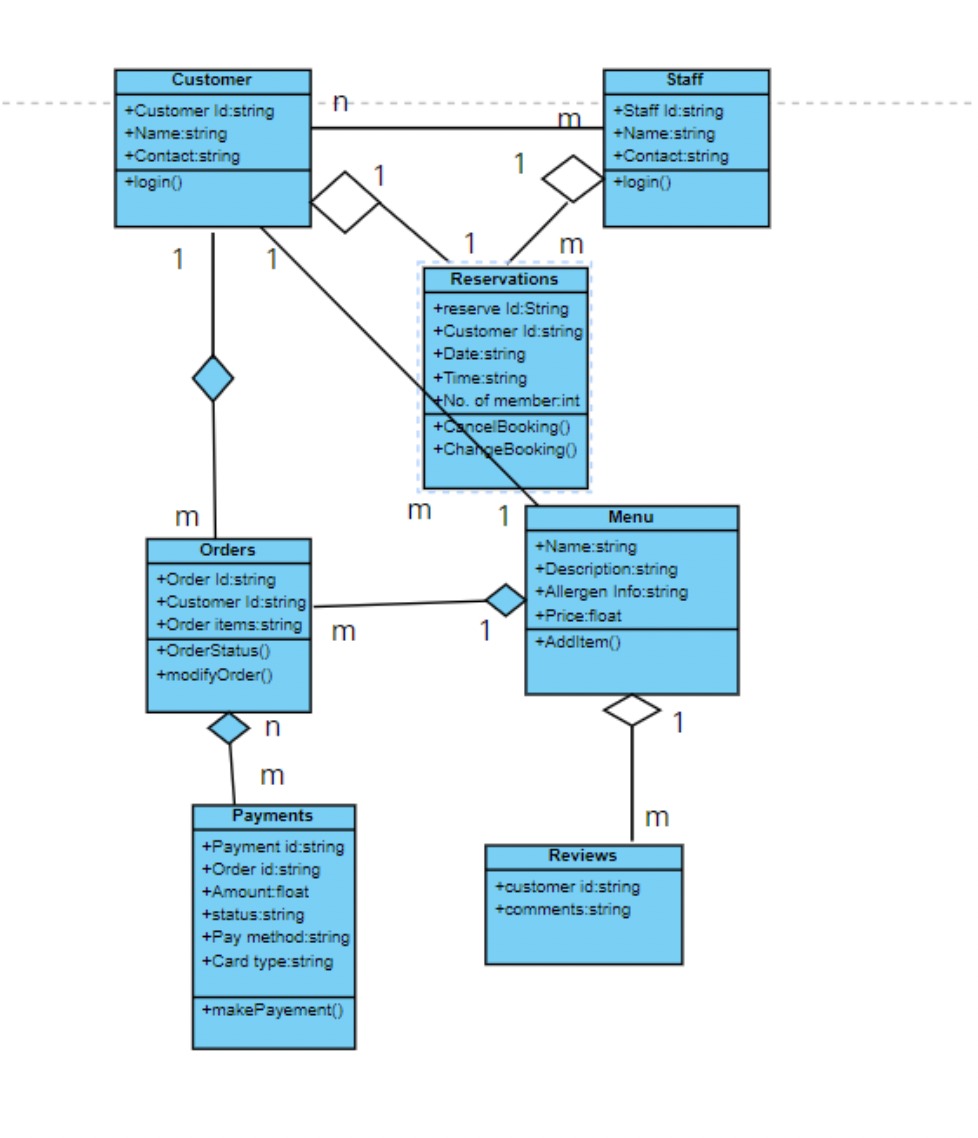 Customer
+Customer Id:string
+Name:string
+Contact:string
+login()
n
m
Staff
+Staff Id:string
+Name:string
+Contact:string
+login()
1
1
1
m
1
1
Reservations
+reserve Id:String
+Customer Id:string
+Date:string
+Time:string
+No. of member:int
+CancelBooking()
+ChangeBooking()
m
m
1
Orders
+Order Id:string
+Customer Id:string
+Order items:string
+OrderStatus()
+modifyOrder()
m
1
Menu
+Name:string
+Description:string
+Allergen Info:string
+Price:float
+AddItem()
n
m
1
m
Payments
+Payment id:string
+Order id:string
+Amount:float
+status:string
+Pay method:string
+Card type:string
+makePayement()
Reviews
+customer id:string
+comments:string